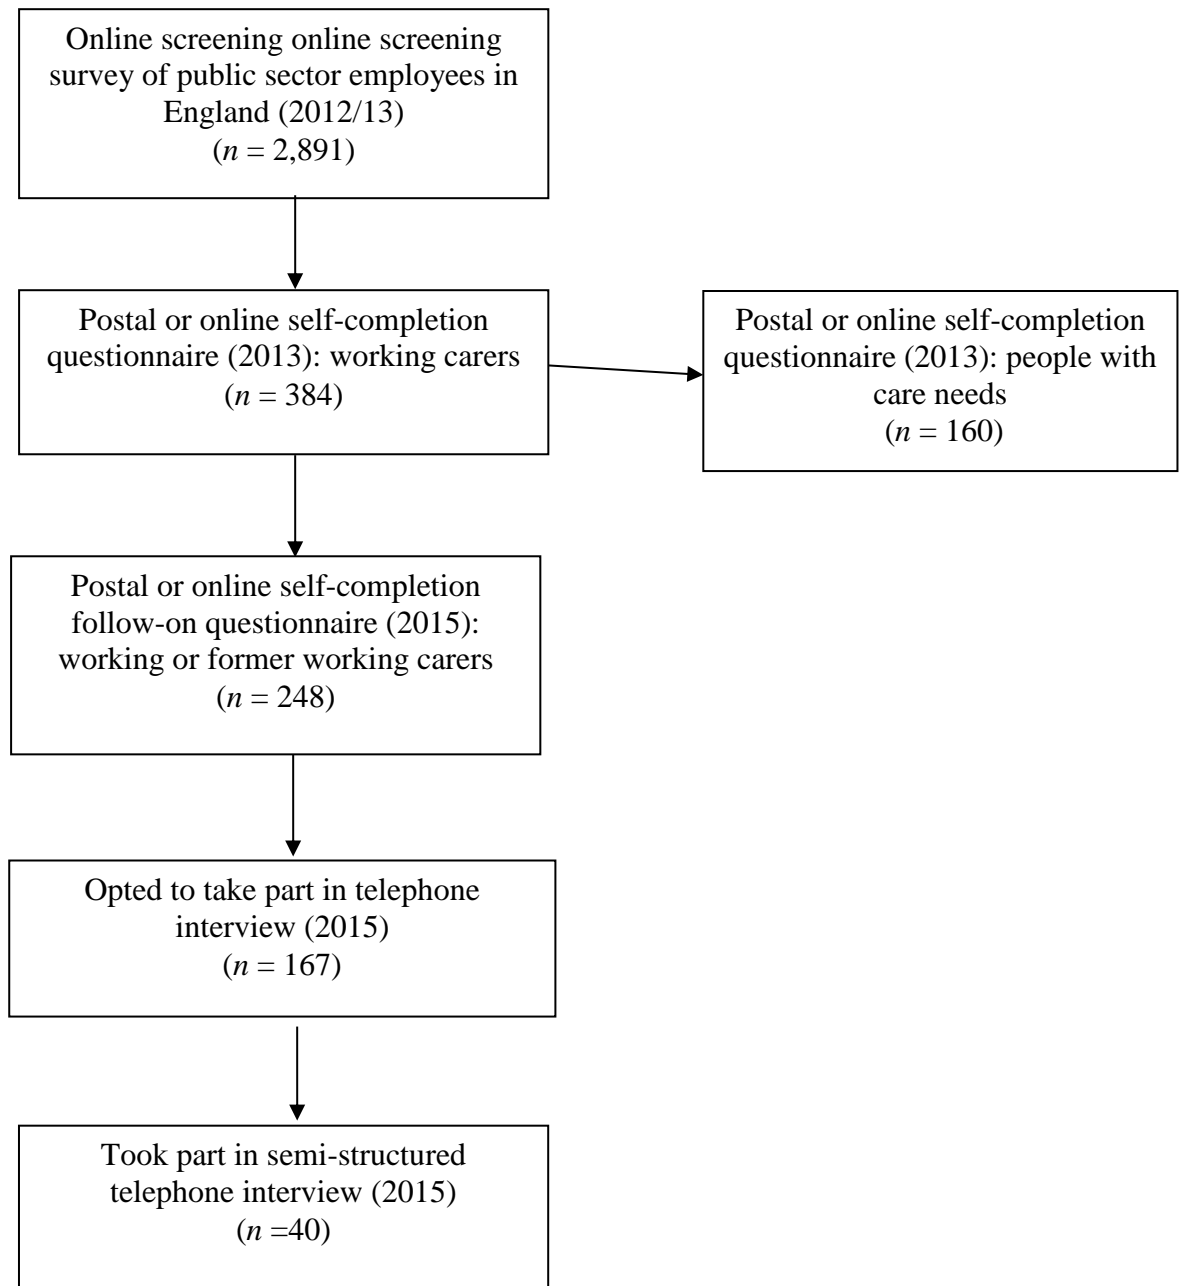 Online screening online screening
survey of public sector employees in
England (2012/13)
(n = 2,891)
Postal or online self-completion
questionnaire (2013): working carers
(n = 384)
Postal or online self-completion
questionnaire (2013): people with
care needs
(n = 160)
Postal or online self-completion
follow-on questionnaire (2015):
working or former working carers
(n = 248)
Opted to take part in telephone
interview (2015)
(n = 167)
Took part in semi-structured
telephone interview (2015)
(n =40)